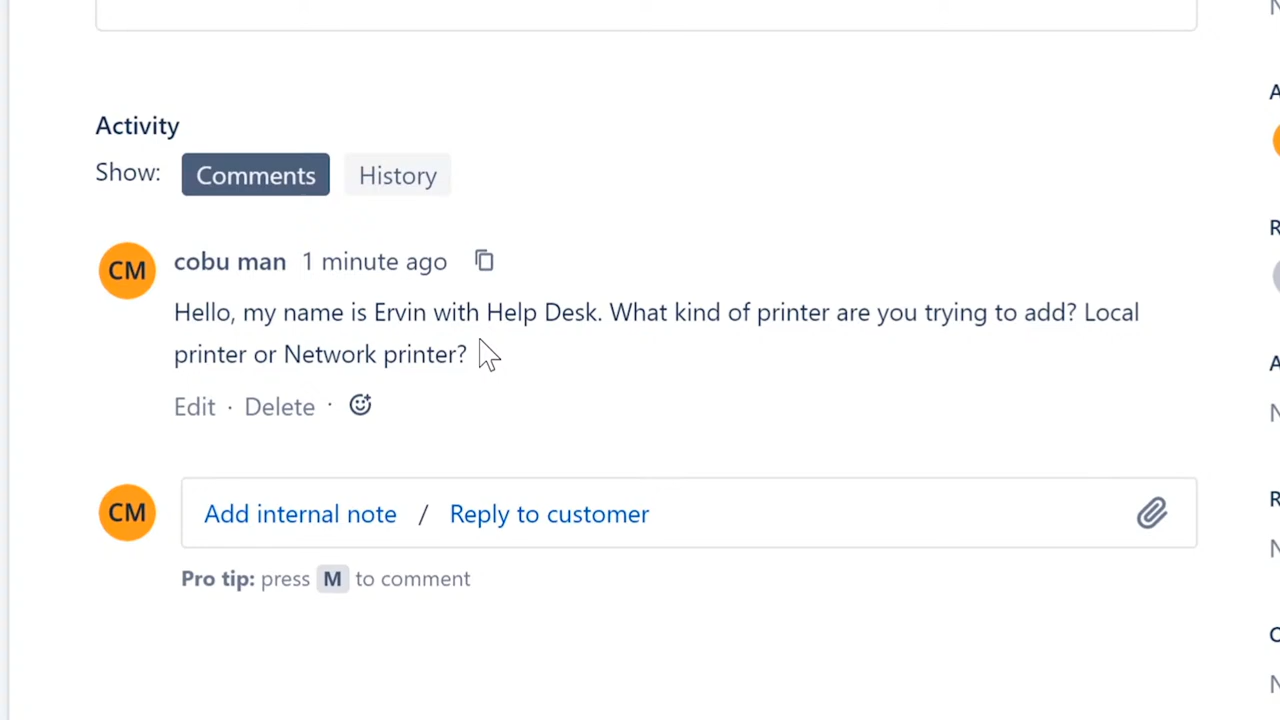 Activity
Show: Comments History
CM cobu man 1 minute ago
Hello, my name is Ervin with Help Desk. What kind of printer are you trying to add? Local
printer or Network printer?
Edit · Delete ·
CM Add internal note / Reply to customer
Pro tip: press M to comment